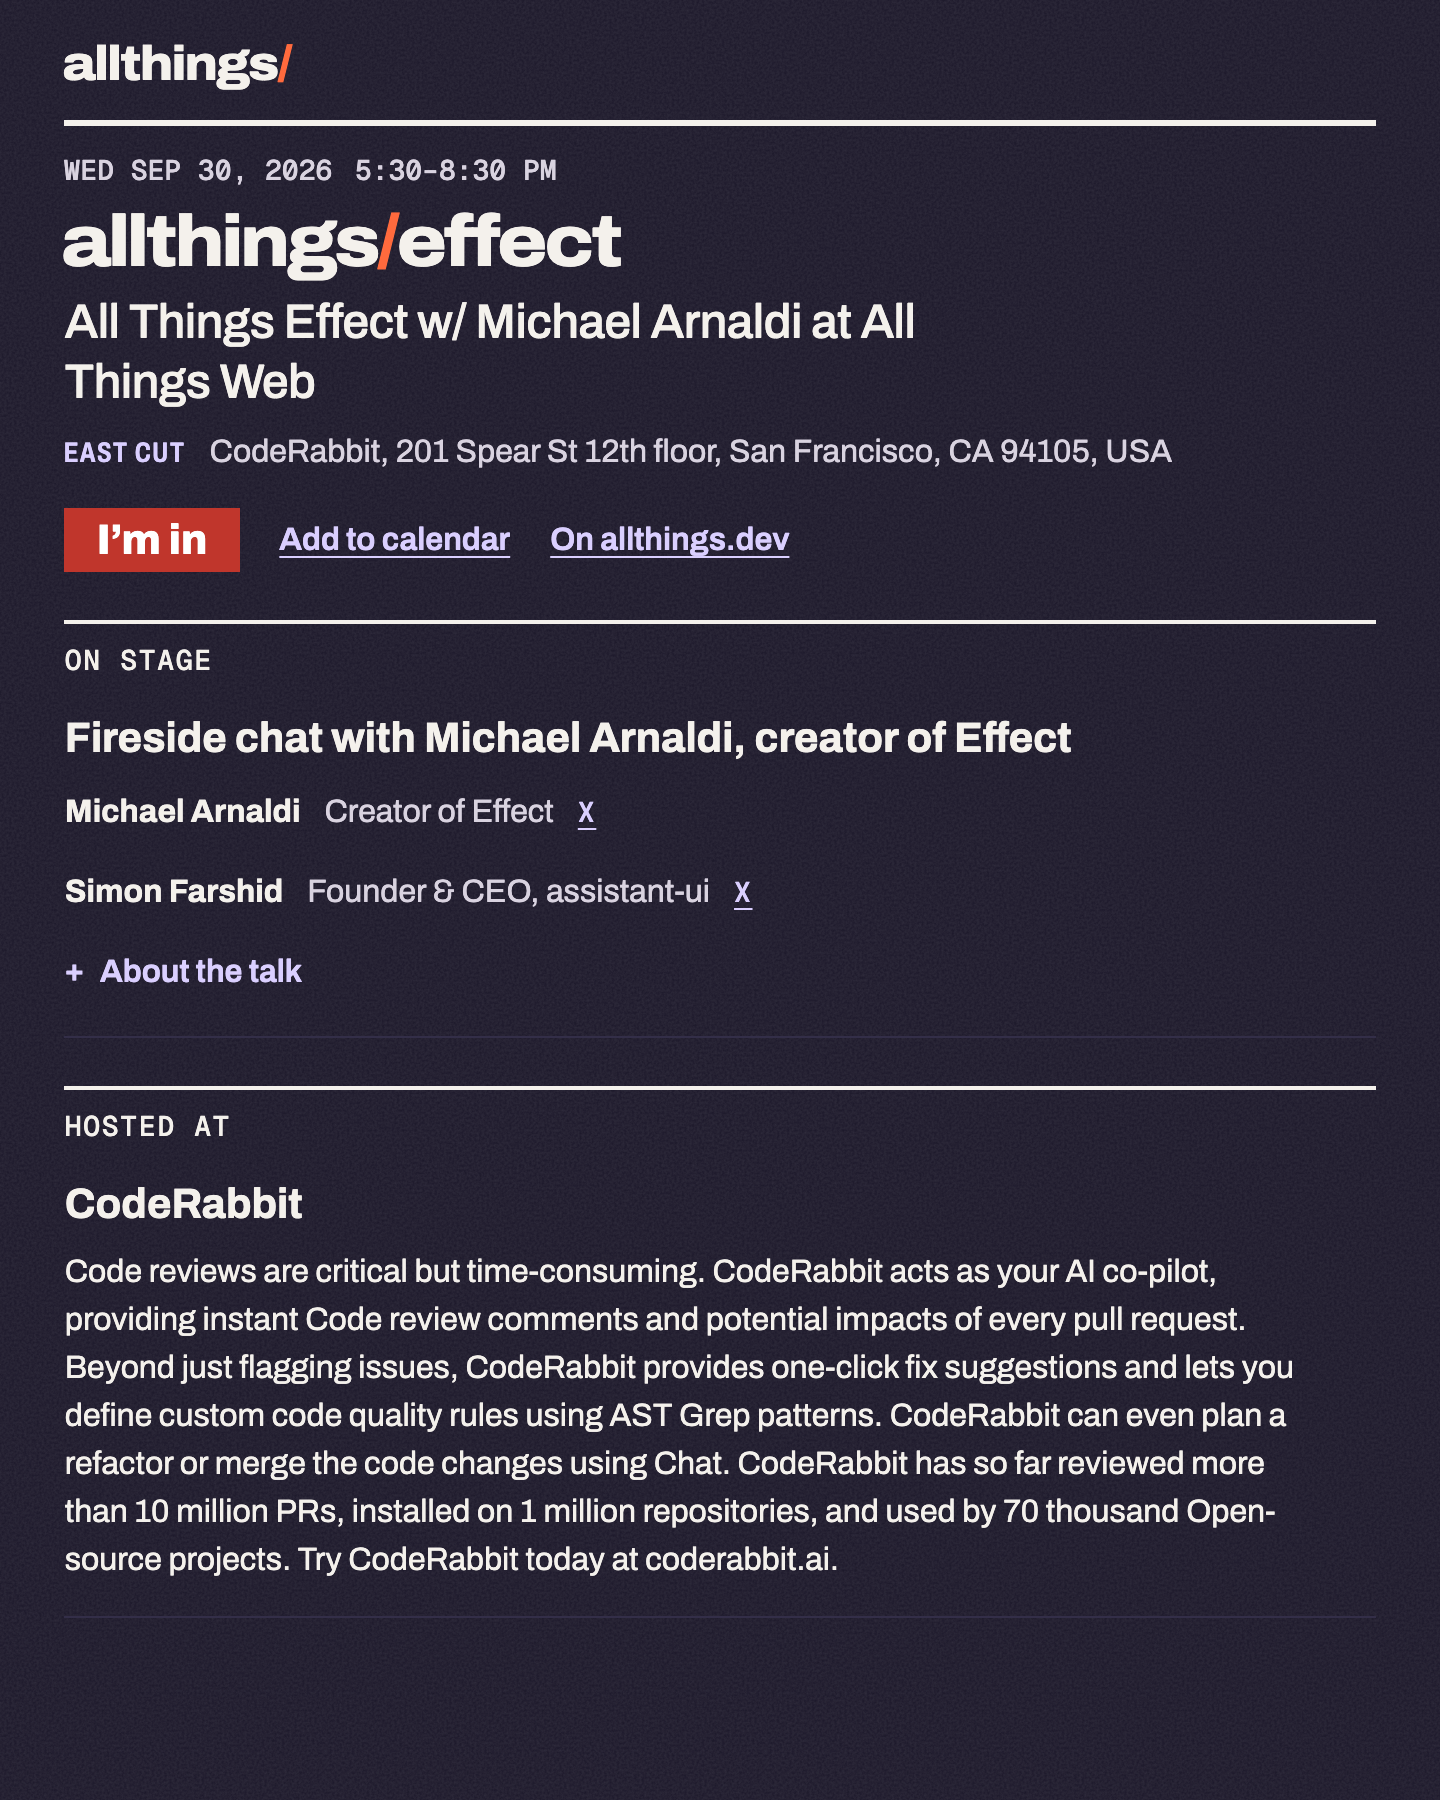 allthings/
WED SEP 30, 2026 5:30–8:30 PM
allthings/effect
All Things Effect w/ Michael Arnaldi at All
Things Web
EAST CUT CodeRabbit, 201 Spear St 12th floor, San Francisco, CA 94105, USA
I’m in Add to calendar On allthings.dev
ON STAGE
Fireside chat with Michael Arnaldi, creator of Effect
Michael Arnaldi Creator of Effect X
Simon Farshid Founder & CEO, assistant-ui X
+ About the talk
HOSTED AT
CodeRabbit
Code reviews are critical but time-consuming. CodeRabbit acts as your AI co-pilot,
providing instant Code review comments and potential impacts of every pull request.
Beyond just flagging issues, CodeRabbit provides one-click fix suggestions and lets you
define custom code quality rules using AST Grep patterns. CodeRabbit can even plan a
refactor or merge the code changes using Chat. CodeRabbit has so far reviewed more
than 10 million PRs, installed on 1 million repositories, and used by 70 thousand Open-
source projects. Try CodeRabbit today at coderabbit.ai.